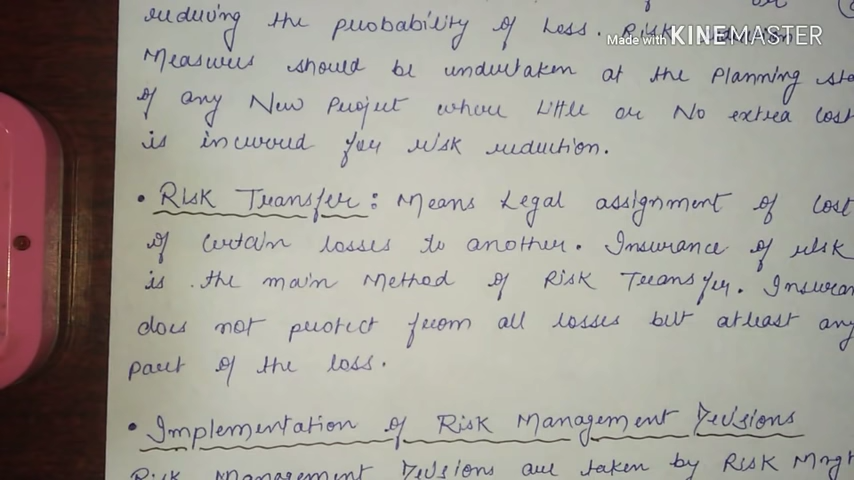 reducing the probability of loss. Risk
Made with KINEMASTER
Measures should be undertaken at the Planning sta
of any New Project where Little or No extra cost
is incurred for risk reduction.
• Risk Transfer: Means Legal assignment of cost
of certain losses to another. Insurance of risk
is the main Method of Risk Transfer. Insuran
does not protect from all losses but atleast any
part of the loss.
• Implementation of Risk Management Decisions
Risk Management Decisions are taken by Risk Mngt